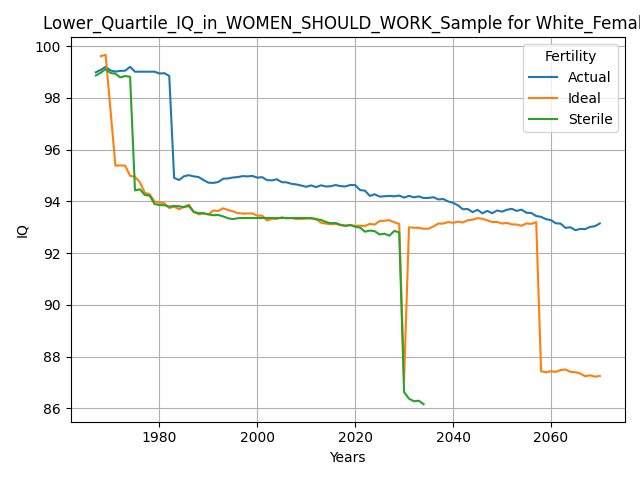 Lower_Quartile_IQ_in_WOMEN_SHOULD_WORK_Sample for White_Femal
100
98
96
94
92
90
88
86
IQ
Fertility
Actual
Ideal
Sterile
1980
2000
2020
2040
2060
Years